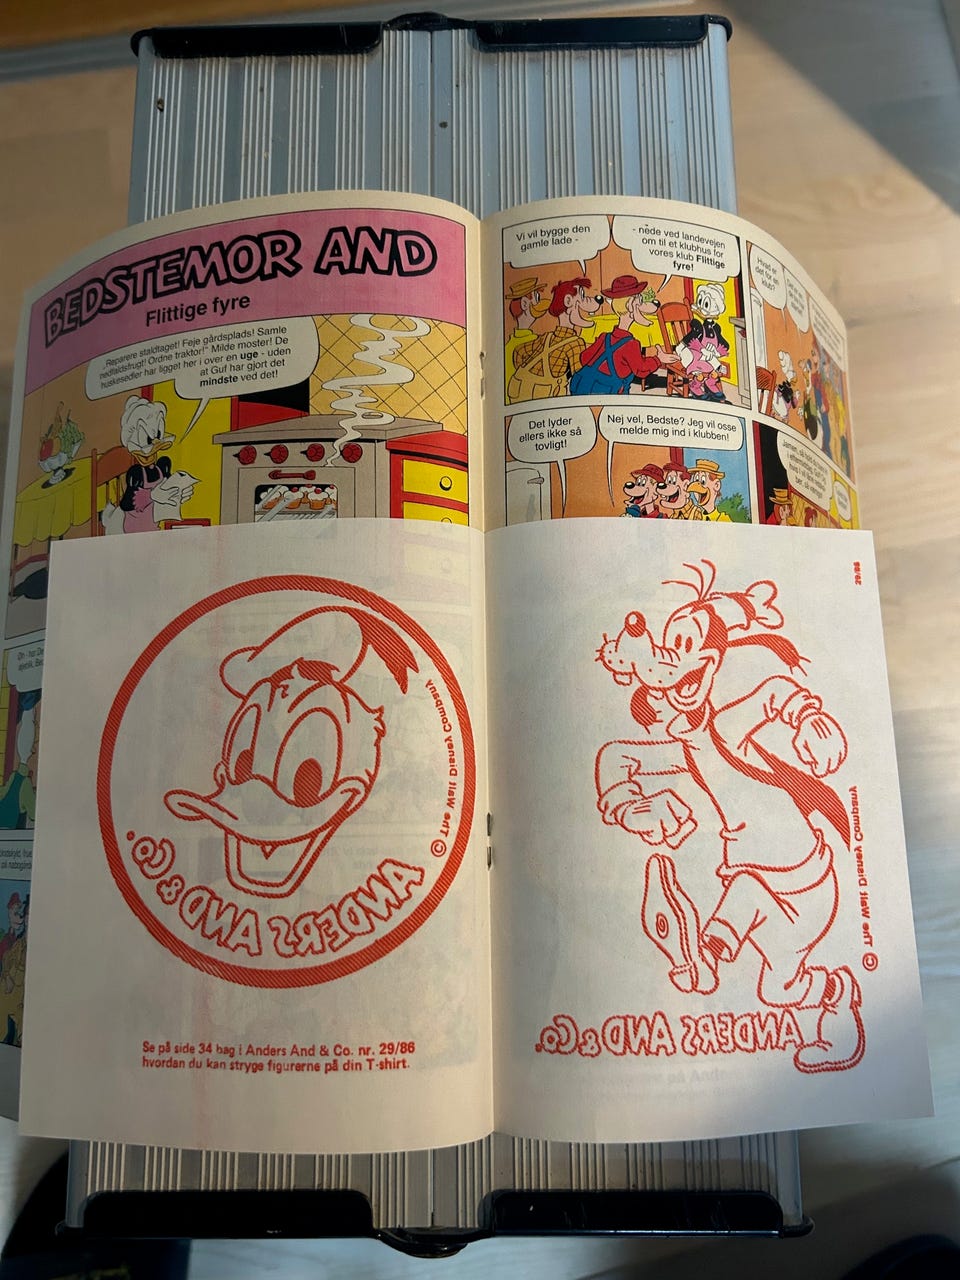 BEDSTEMOR AND
Flittige fyre
„Reparere staldtaget! Feje gårdsplads! Samle
nedfaldsfrugt! Ordne traktor!" Milde moster! De
huskesedler har ligget her i over en uge - uden
at Guf har gjort det
mindste ved det!
Vi vil bygge den
gamle lade -
- nede ved landevejen
om til et klubhus for
vores klub Flittige
fyre!
Hvad er
det for en
klub?
Det lyder
ellers ikke så
tovligt!
Nej vel, Bedste? Jeg vil osse
melde mig ind i klubben!
ANDERS AND & CO.
© The Walt Disney Company
Se på side 34 bag i Anders And & Co. nr. 29/86
hvordan du kan stryge figurerne på din T-shirt.
29/86
© The Walt Disney Company
ANDERS AND & CO.